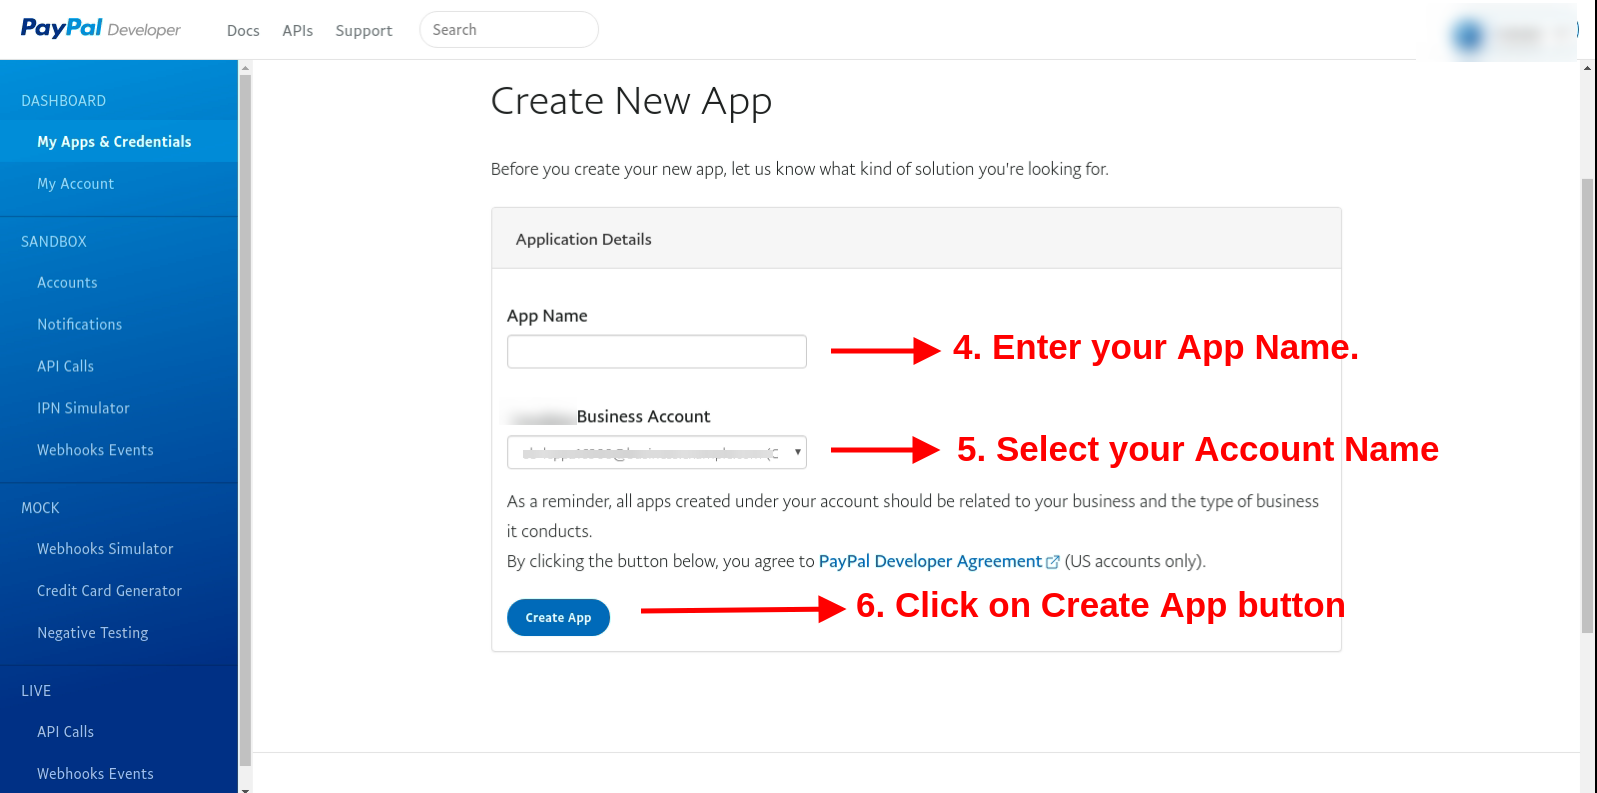 PayPal Developer
Docs APIs Support Search
DASHBOARD
My Apps & Credentials
My Account
SANDBOX
Accounts
Notifications
API Calls
IPN Simulator
Webhooks Events
MOCK
Webhooks Simulator
Credit Card Generator
Negative Testing
LIVE
API Calls
Webhooks Events
Create New App
Before you create your new app, let us know what kind of solution you're looking for.
Application Details
App Name
4. Enter your App Name.
Business Account
5. Select your Account Name
As a reminder, all apps created under your account should be related to your business and the type of business
it conducts.
By clicking the button below, you agree to PayPal Developer Agreement (US accounts only).
Create App
6. Click on Create App button